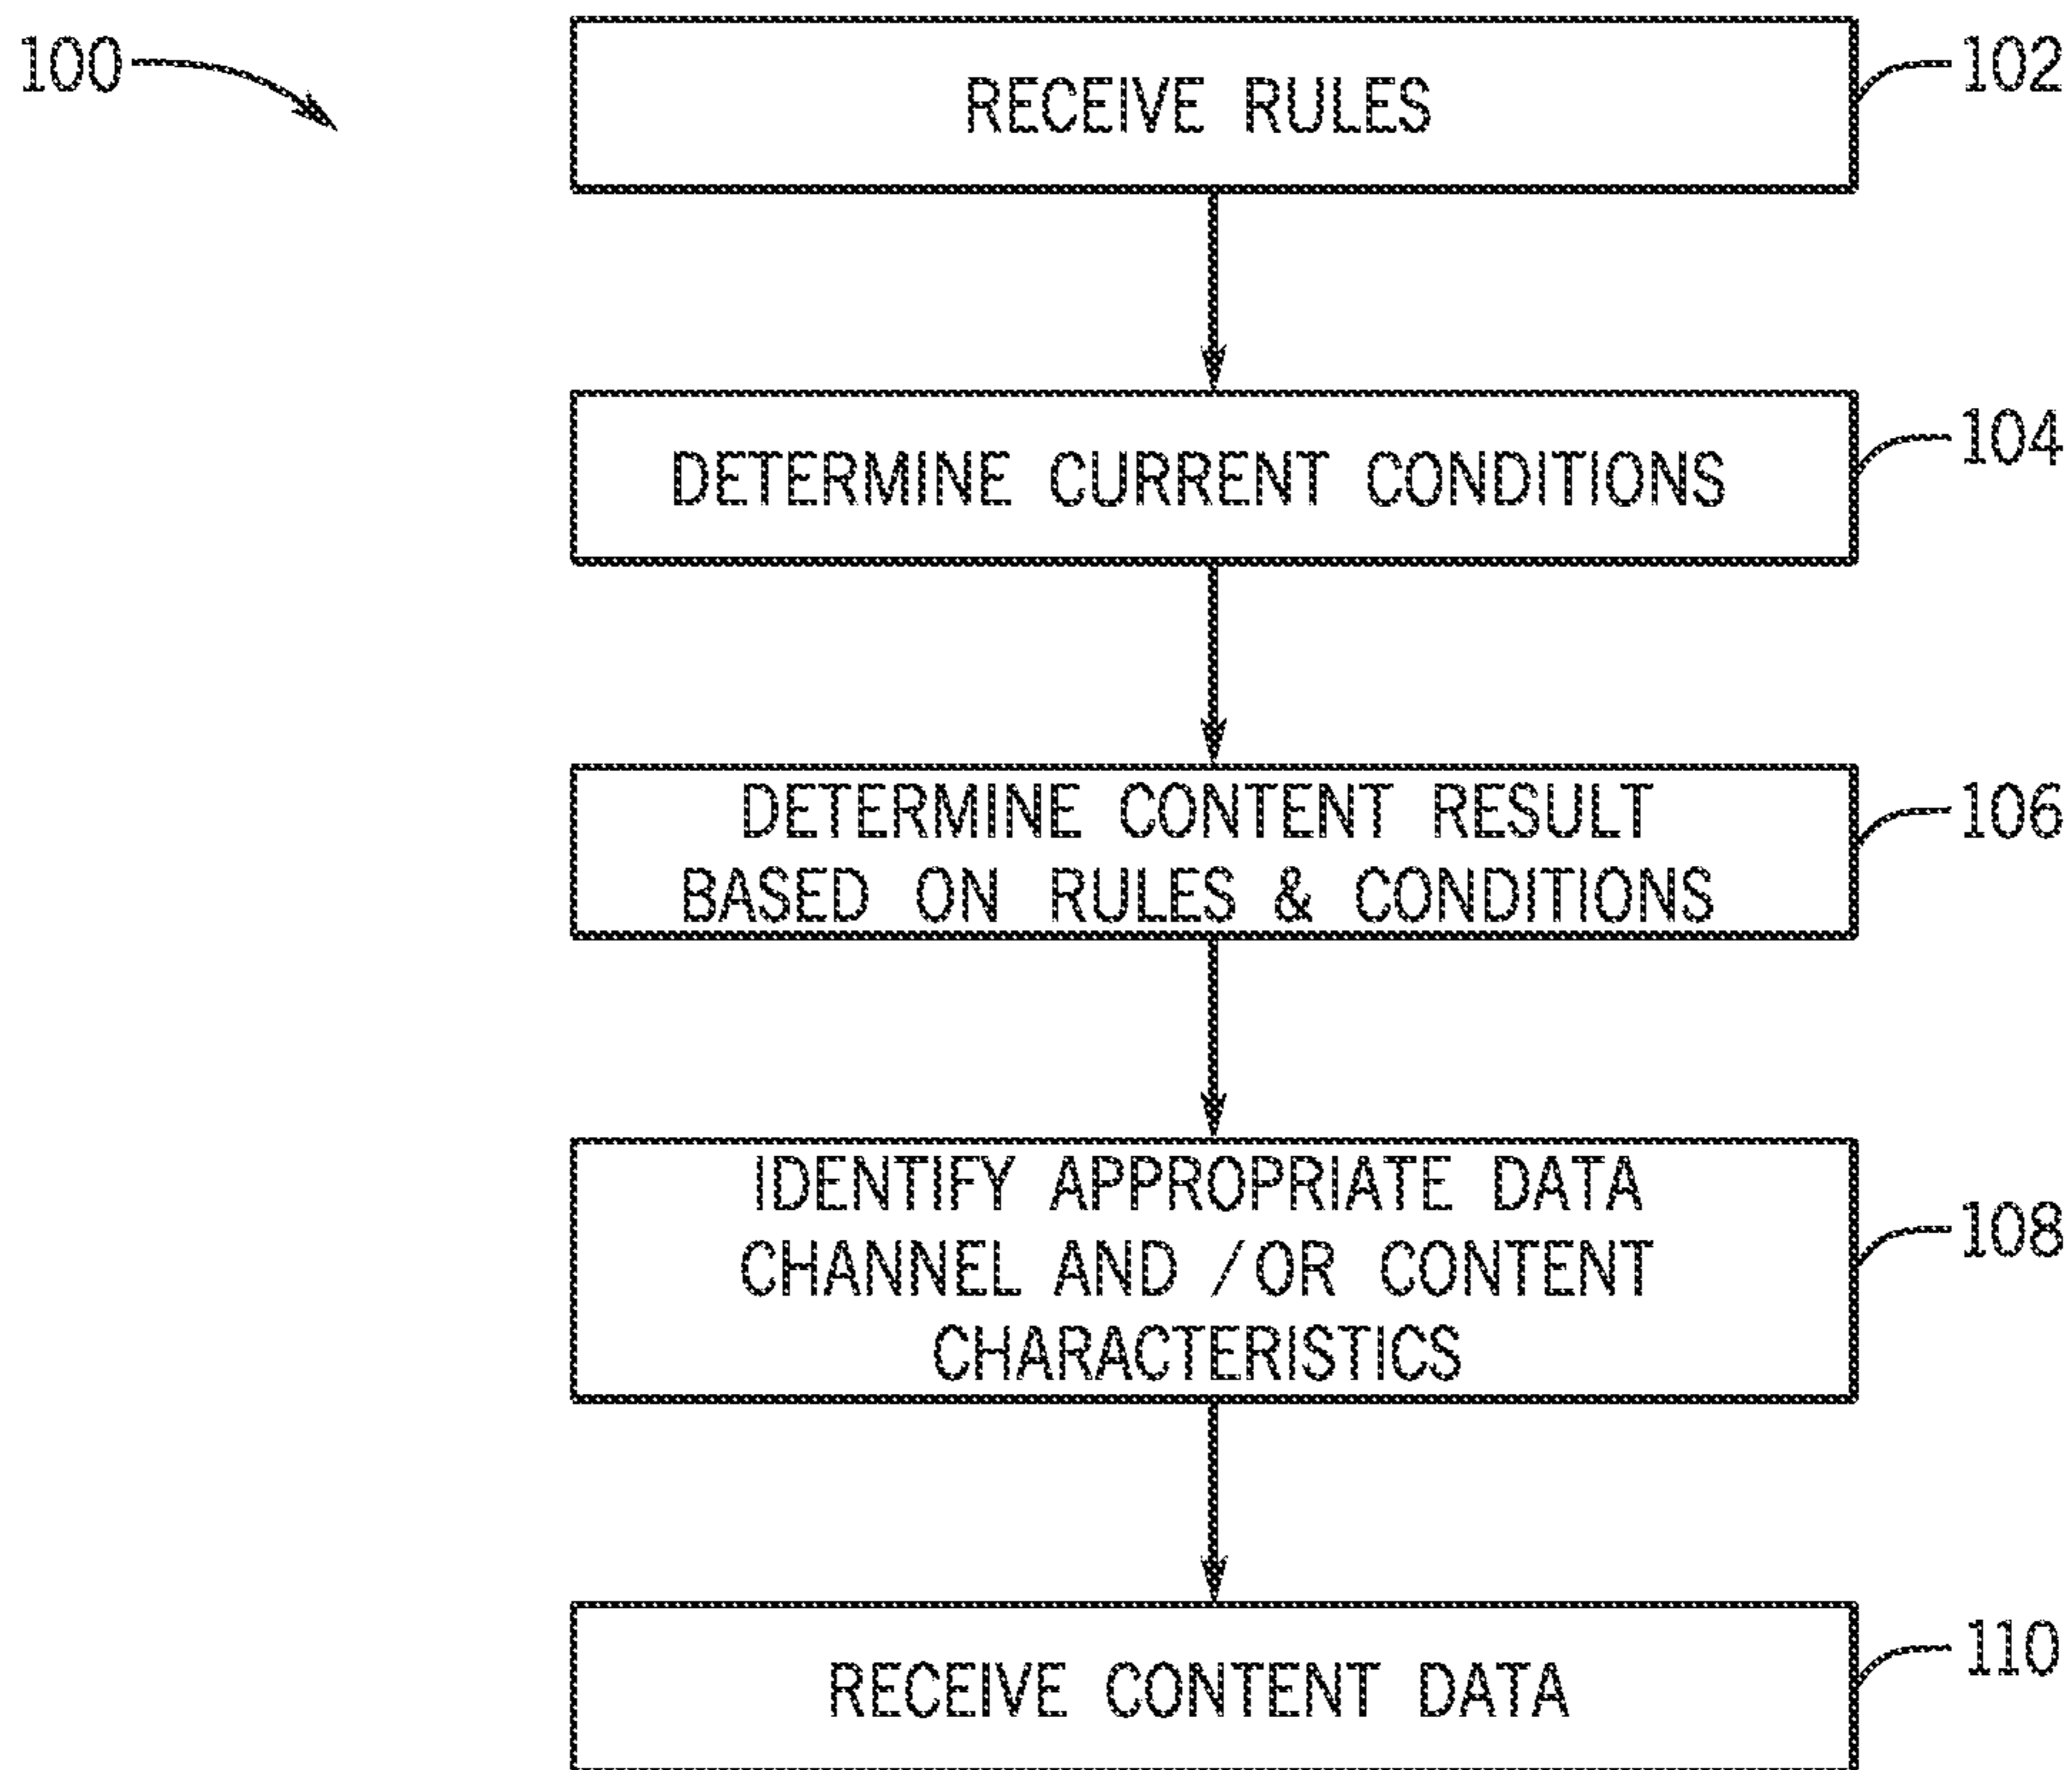 100
RECEIVE RULES
102
DETERMINE CURRENT CONDITIONS
104
DETERMINE CONTENT RESULT
BASED ON RULES & CONDITIONS
106
IDENTIFY APPROPRIATE DATA
CHANNEL AND /OR CONTENT
CHARACTERISTICS
108
RECEIVE CONTENT DATA
110